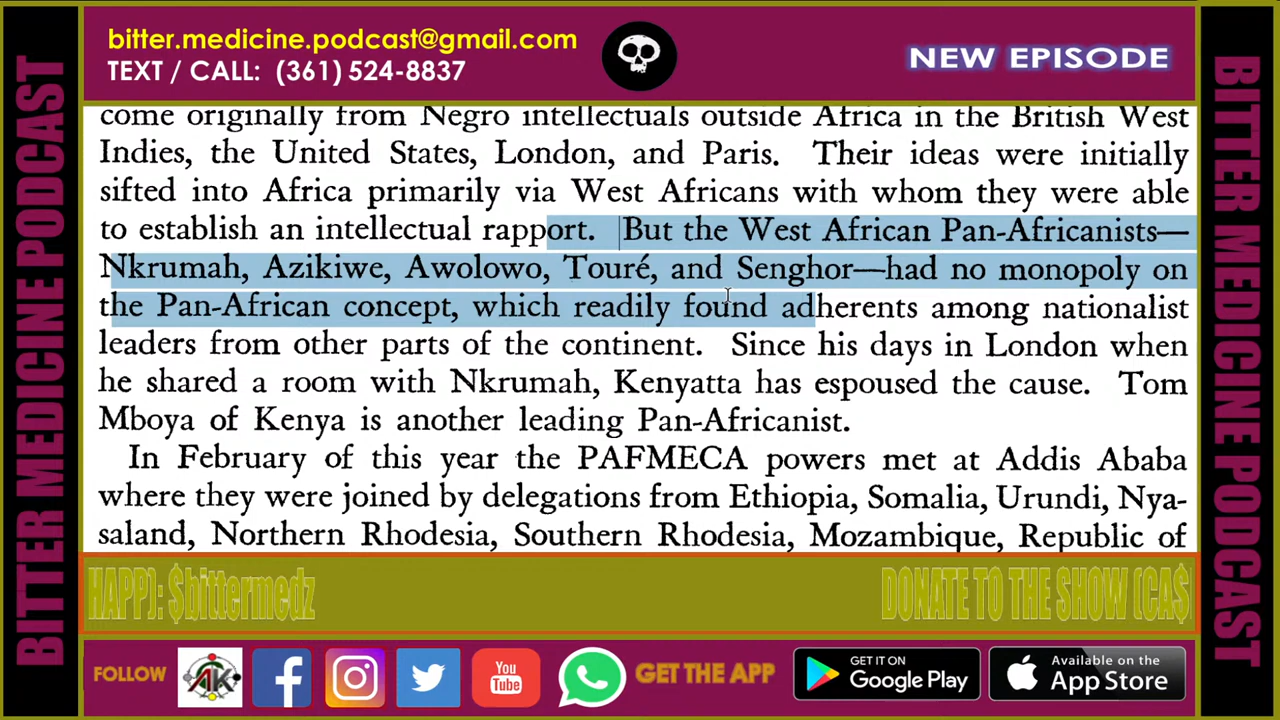 bitter.medicine.podcast@gmail.com
TEXT / CALL: (361) 524-8837
NEW EPISODE
BITTER MEDICINE PODCAST
come originally from Negro intellectuals outside Africa in the British West
Indies, the United States, London, and Paris. Their ideas were initially
sifted into Africa primarily via West Africans with whom they were able
to establish an intellectual rapport. But the West African Pan-Africanists—
Nkrumah, Azikiwe, Awolowo, Touré, and Senghor—had no monopoly on
the Pan-African concept, which readily found adherents among nationalist
leaders from other parts of the continent. Since his days in London when
he shared a room with Nkrumah, Kenyatta has espoused the cause. Tom
Mboya of Kenya is another leading Pan-Africanist.
In February of this year the PAFMECA powers met at Addis Ababa
where they were joined by delegations from Ethiopia, Somalia, Urundi, Nya-
saland, Northern Rhodesia, Southern Rhodesia, Mozambique, Republic of
BITTER MEDICINE PODCAST
HAPP): $bittermedz
DONATE TO THE SHOW (CA$
FOLLOW
ATK
You
Tube
GET THE APP
GET IT ON
Google Play
Available on the
App Store